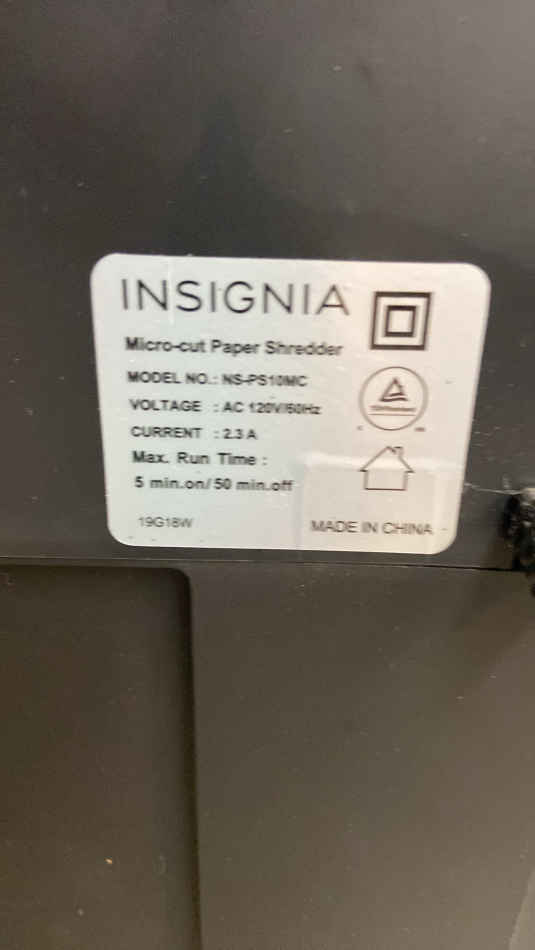 INSIGNIA
Micro-cut Paper Shredder
MODEL NO.: NS-PS10MC
VOLTAGE : AC 120V/60Hz
CURRENT : 2.3 A
Max. Run Time :
5 min.on/50 min.off
19G18W
MADE IN CHINA